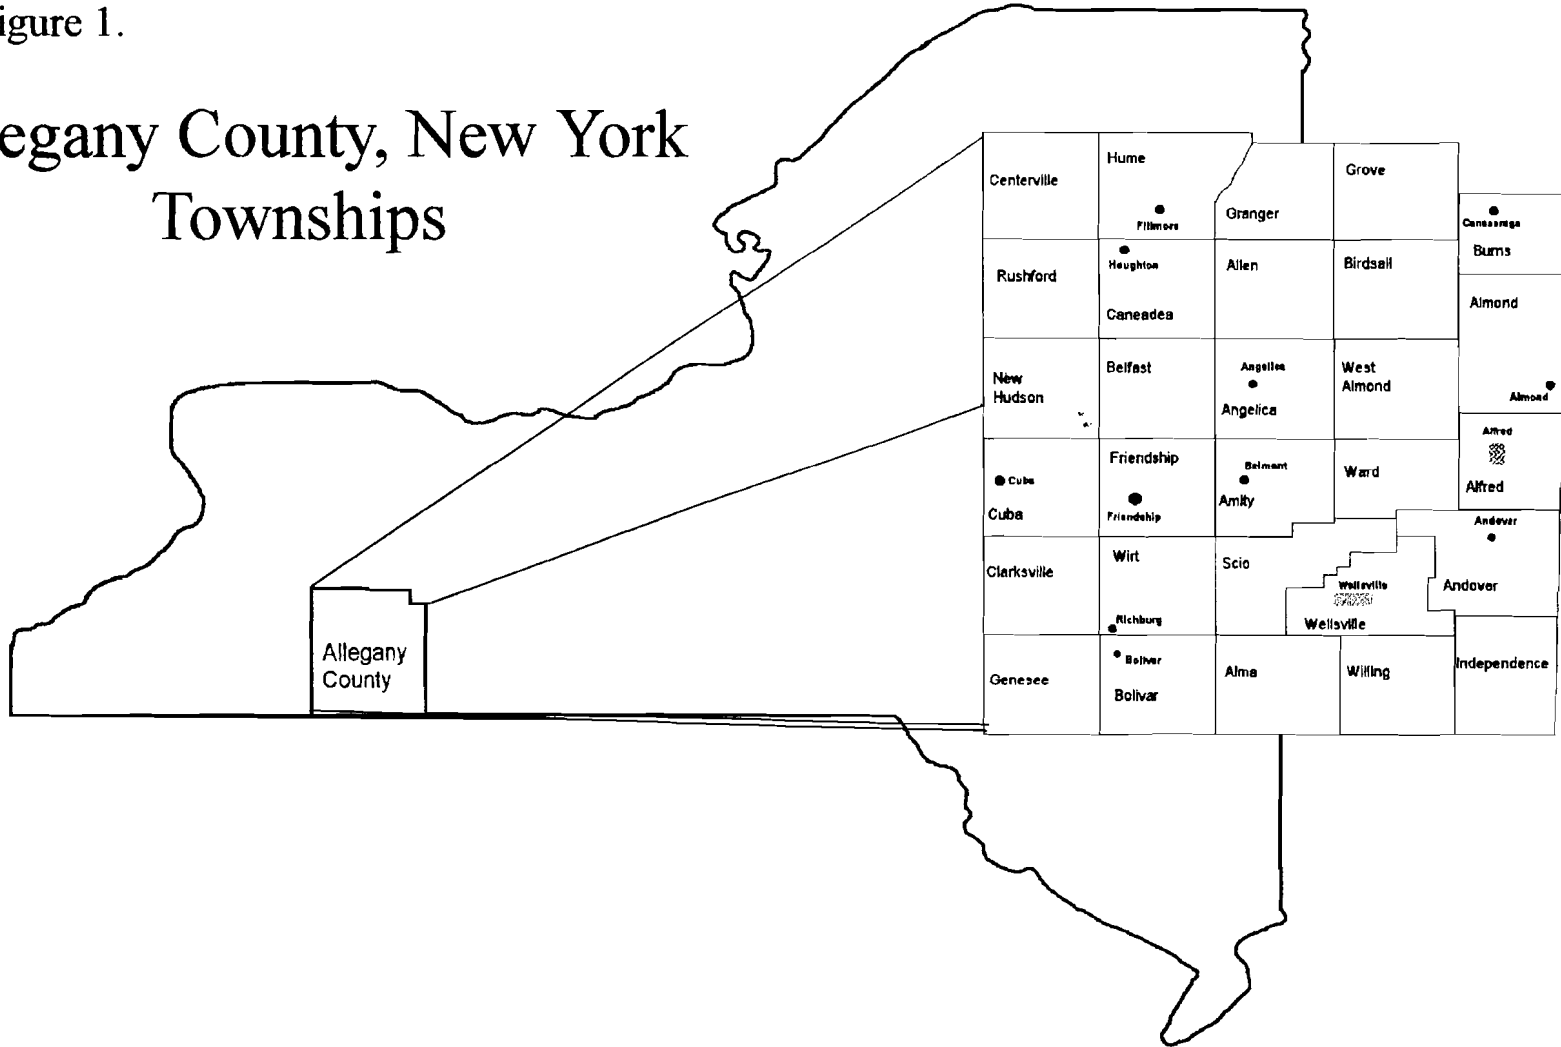 igure 1.
egany County, New York
Townships
Allegany
County
Centerville
Hume
Fillmore
Granger
Grove
Canaseraga
Burns
Rushford
Houghton
Caneadea
Allen
Birdsall
Almond
Almond
New
Hudson
Belfast
Angelica
Angelica
West
Almond
Alfred
Alfred
Cuba
Cuba
Friendship
Friendship
Belmont
Amity
Ward
Andover
Andover
Clarksville
Wirt
Richburg
Scio
Wellsville
Wellsville
Genesee
Bolivar
Bolivar
Alma
Willing
Independence